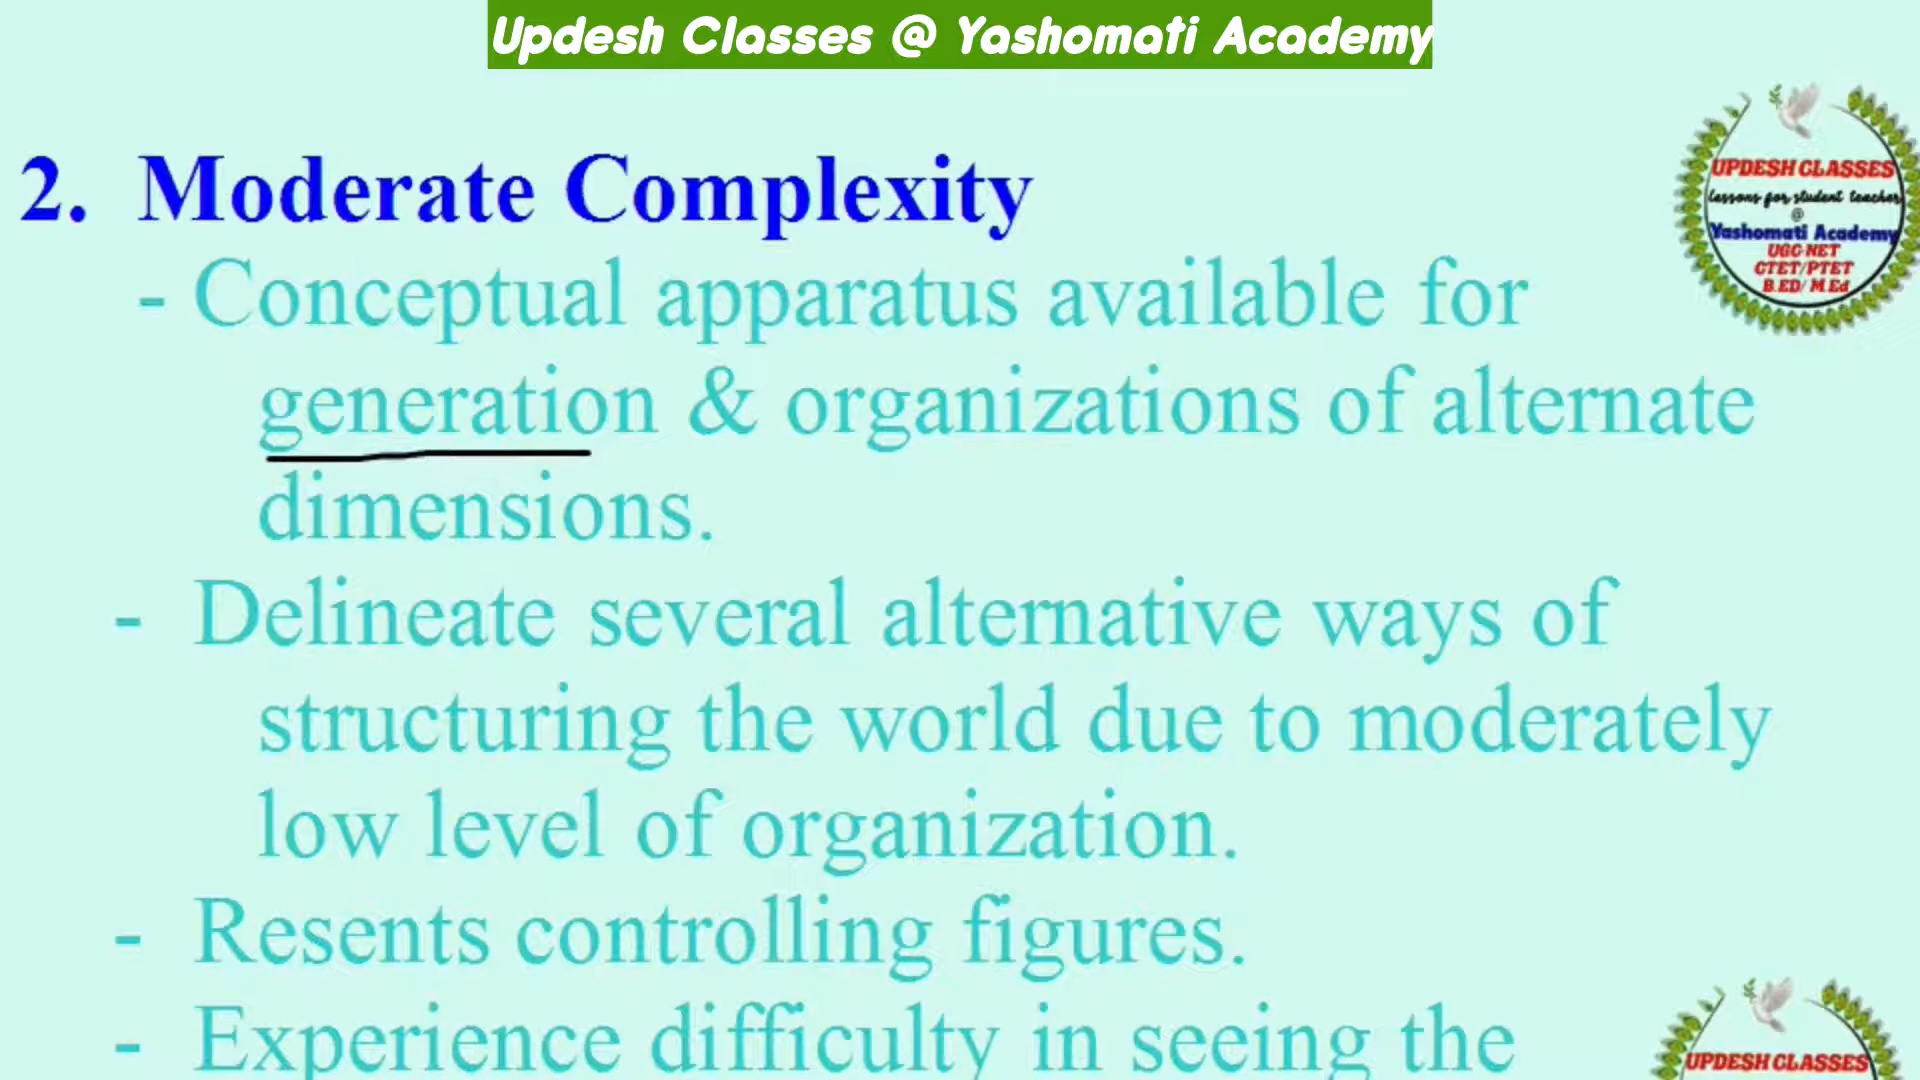 Updesh Classes @ Yashomati Academy
2. Moderate Complexity
- Conceptual apparatus available for
generation & organizations of alternate
dimensions.
- Delineate several alternative ways of
structuring the world due to moderately
low level of organization.
- Resents controlling figures.
- Experience difficulty in seeing the
UPDESH CLASSES
Lessons for student teacher
@
Yashomati Academy
UGC-NET
CTET/PTET
B.ED/ M.Ed
UPDESH CLASSES